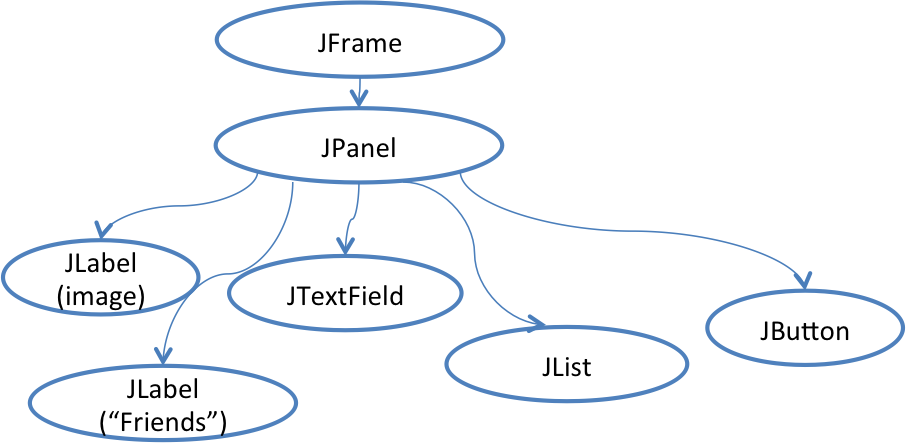 JFrame
JPanel
JLabel
(image)
JTextField
JButton
JList
JLabel
(“Friends”)